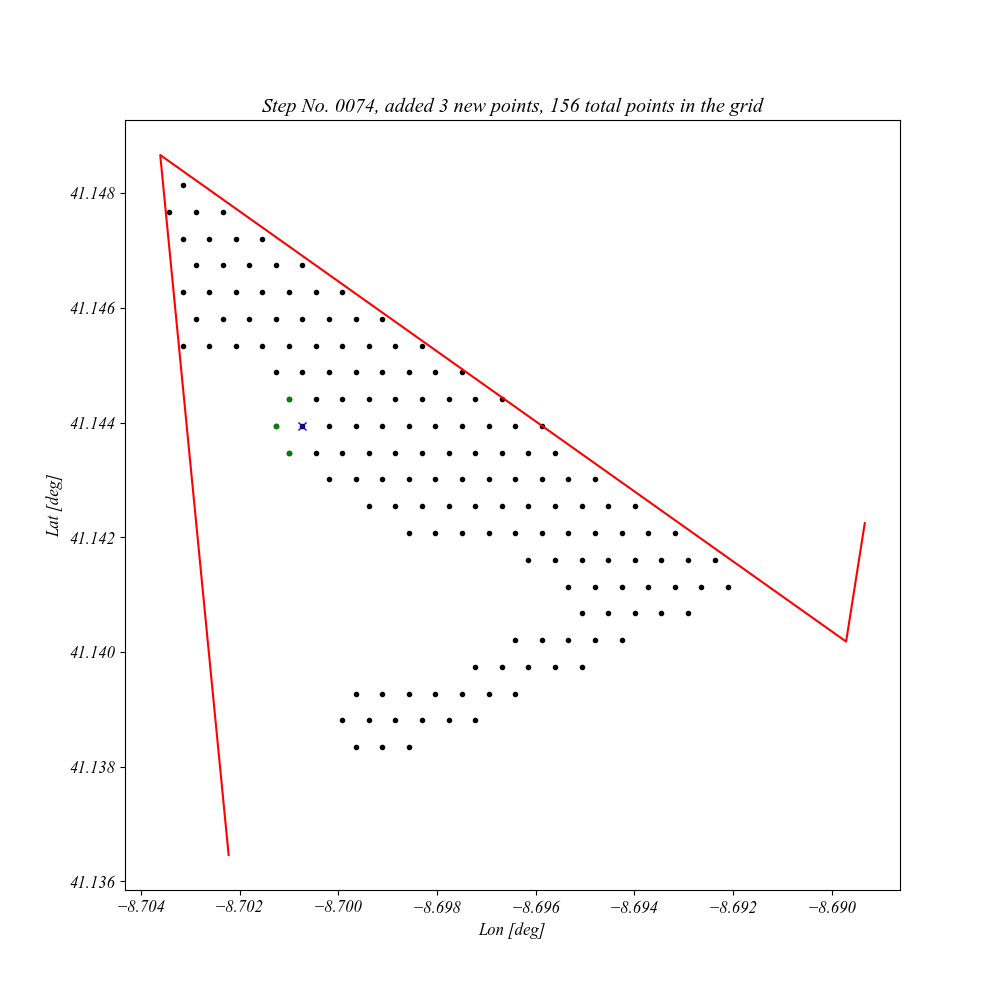 Step No. 0074, added 3 new points, 156 total points in the grid
41.148
41.146
41.144
41.142
41.140
41.138
41.136
Lat [deg]
−8.704 −8.702 −8.700 −8.698 −8.696 −8.694 −8.692 −8.690
Lon [deg]